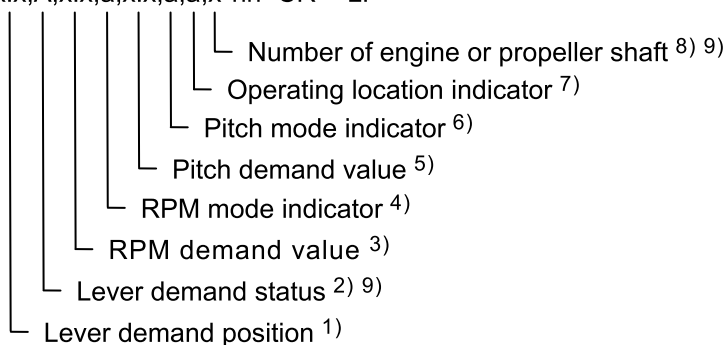 Number of engine or propeller shaft 8) 9)
Operating location indicator 7)
Pitch mode indicator 6)
Pitch demand value 5)
RPM mode indicator 4)
RPM demand value 3)
Lever demand status 2) 9)
Lever demand position 1)